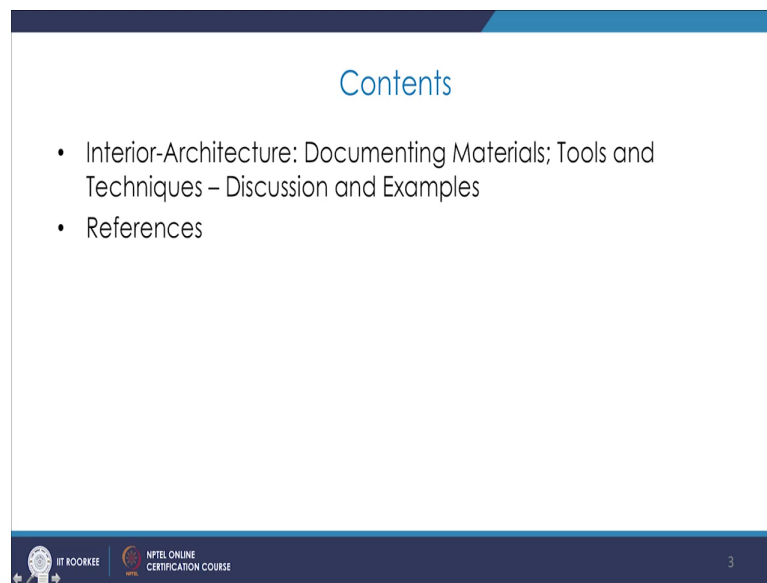 Contents
• Interior-Architecture: Documenting Materials; Tools and
Techniques – Discussion and Examples
• References
IIT ROORKEE
NPTEL
NPTEL ONLINE
CERTIFICATION COURSE
3